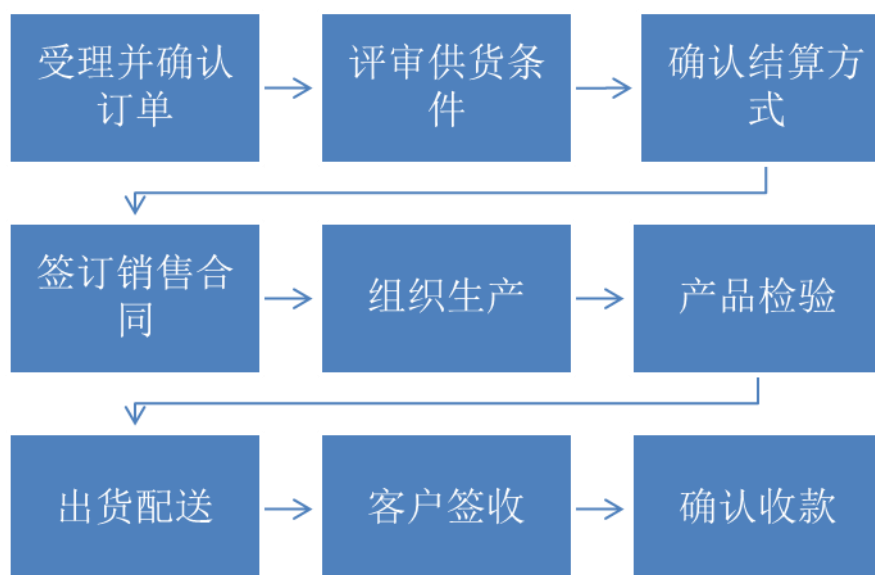 受理并确认
订单
评审供货条
件
确认结算方
式
签订销售合
同
组织生产
产品检验
出货配送
客户签收
确认收款